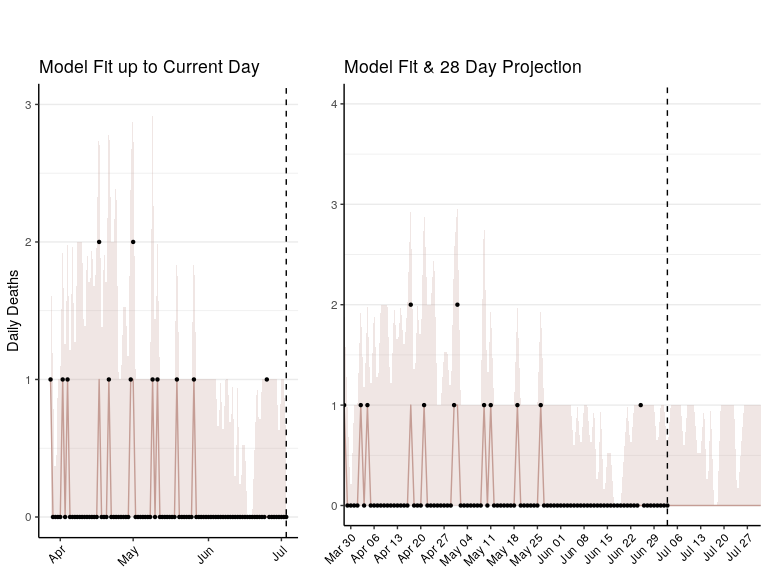 Model Fit up to Current Day
Daily Deaths
3
2
1
0
Apr
May
Jun
Jul
Model Fit & 28 Day Projection
4
3
2
1
0
Mar 30
Apr 06
Apr 13
Apr 20
Apr 27
May 04
May 11
May 18
May 25
Jun 01
Jun 08
Jun 15
Jun 22
Jun 29
Jul 06
Jul 13
Jul 20
Jul 27